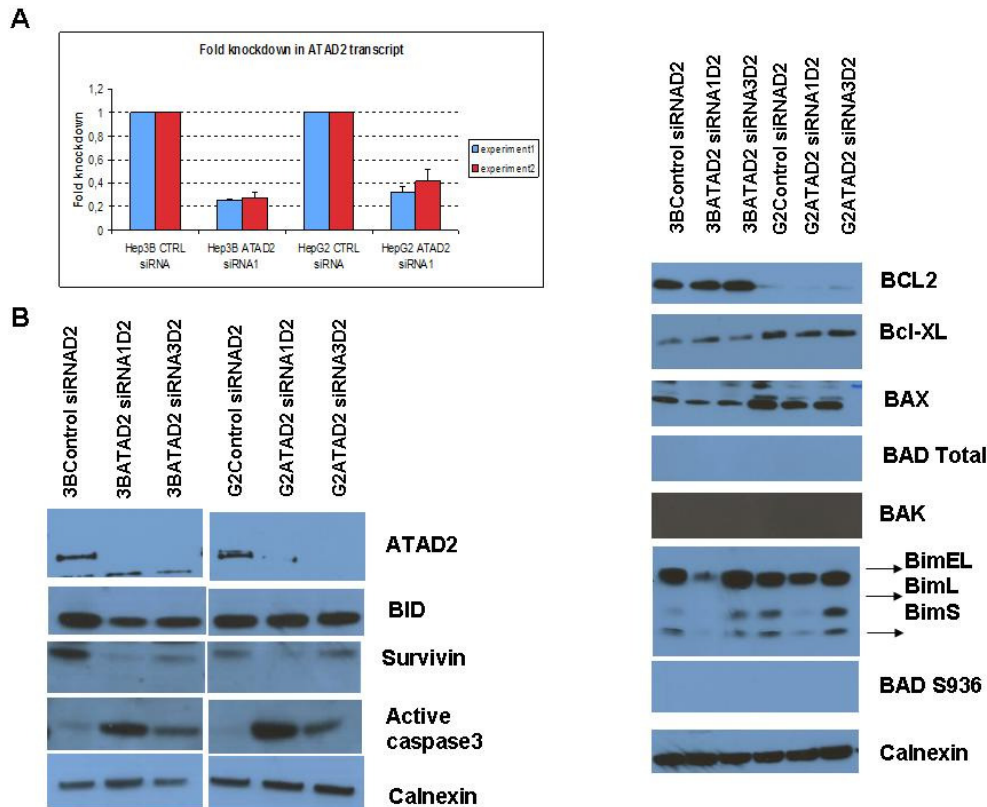 A
Fold knockdown in ATAD2 transcript
Fold knockdown
1,2
1
0,8
0,6
0,4
0,2
0
Hep3B CTRL siRNA
Hep3B ATAD2 siRNA1
HepG2 CTRL siRNA
HepG2 ATAD2 siRNA1
experiment1
experiment2
B
3BControl siRNAD2
3BATAD2 siRNA1D2
3BATAD2 siRNA3D2
G2Control siRNAD2
G2ATAD2 siRNA1D2
G2ATAD2 siRNA3D2
ATAD2
BID
Survivin
Active caspase3
Calnexin
3BControl siRNAD2
3BATAD2 siRNA1D2
3BATAD2 siRNA3D2
G2Control siRNAD2
G2ATAD2 siRNA1D2
G2ATAD2 siRNA3D2
BCL2
Bcl-XL
BAX
BAD Total
BAK
BimEL
BimL
BimS
BAD S936
Calnexin